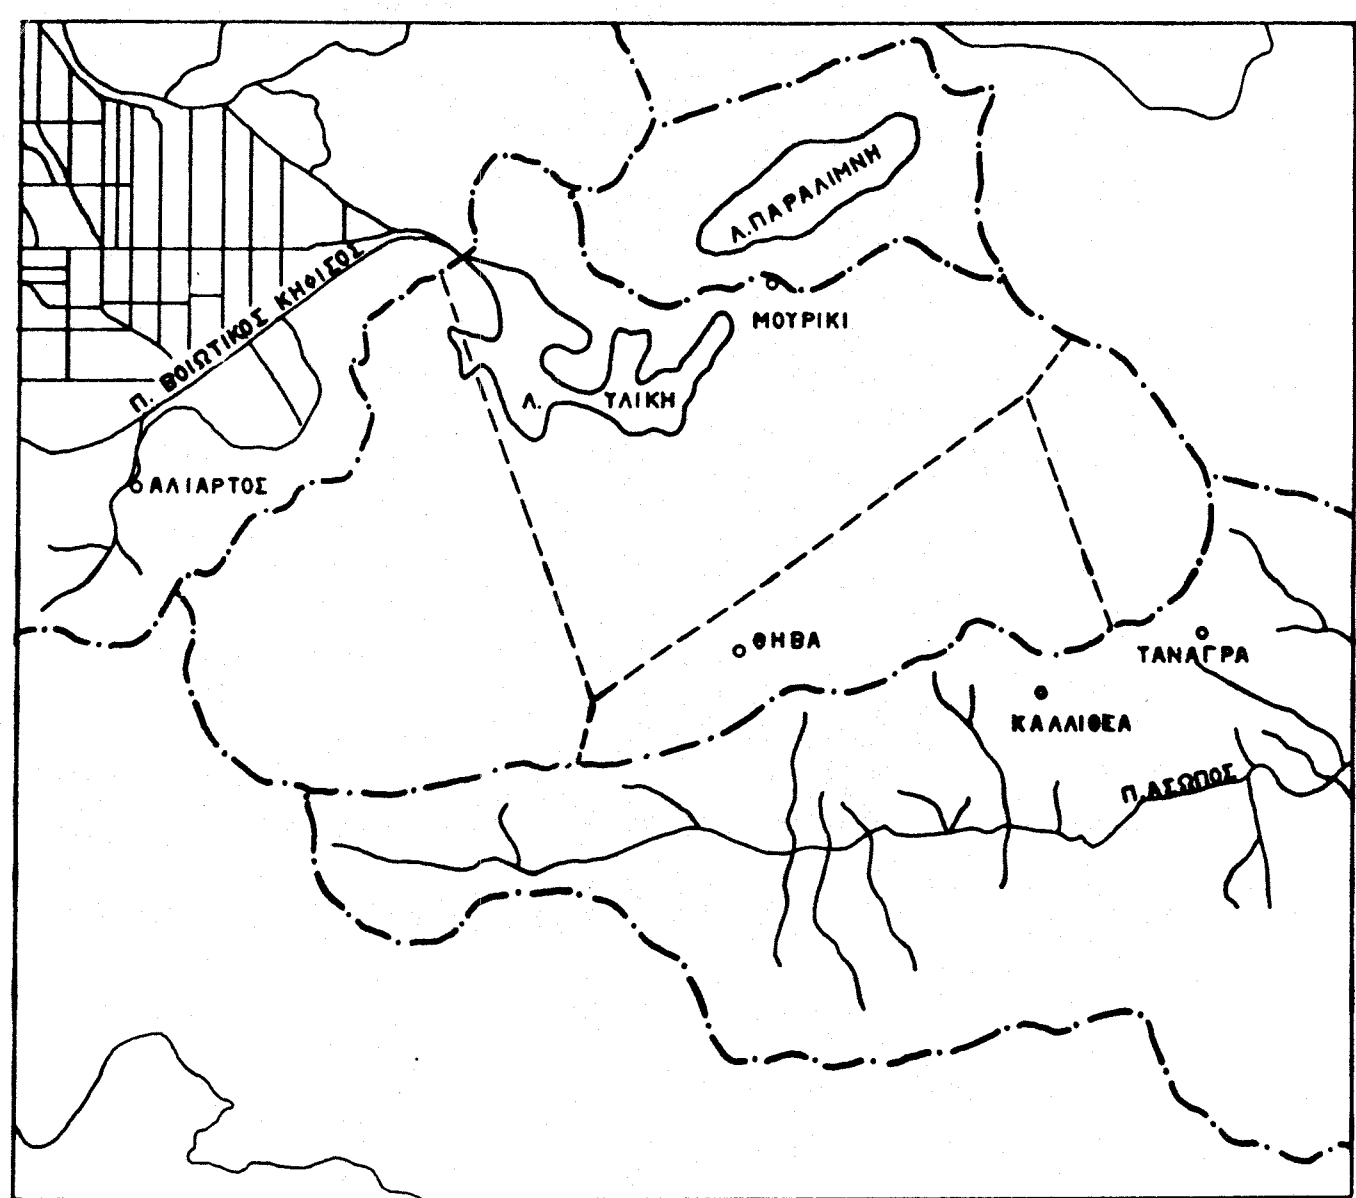 Λ.ΠΑΡΑΛΙΜΝΗ
Π. ΒΟΙΩΤΙΚΟΣ ΚΗΦΙΣΟΣ
ΜΟΥΡΙΚΙ
Λ. ΥΛΙΚΗ
ΑΛΙΑΡΤΟΣ
ΘΗΒΑ
ΤΑΝΑΓΡΑ
ΚΑΛΛΙΘΕΑ
Π.ΑΣΩΠΟΣ